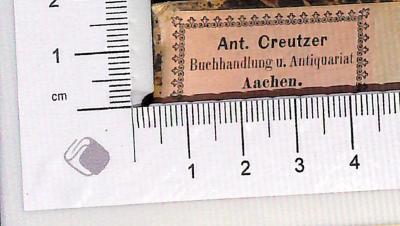 2
Ant. Creutzer
1
Buchhandlung u. Antiquariat
Aachen.
cm
1 2 3 4